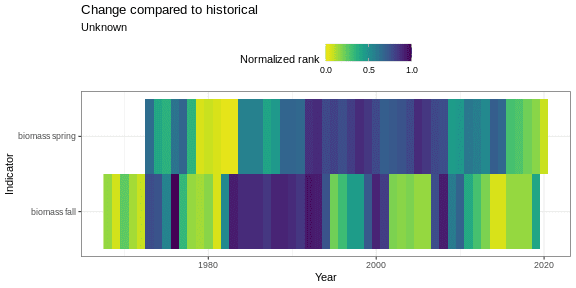 Change compared to historical
Unknown
Normalized rank
0.0 0.5 1.0
biomass spring
biomass fall
Indicator
1980 2000 2020
Year